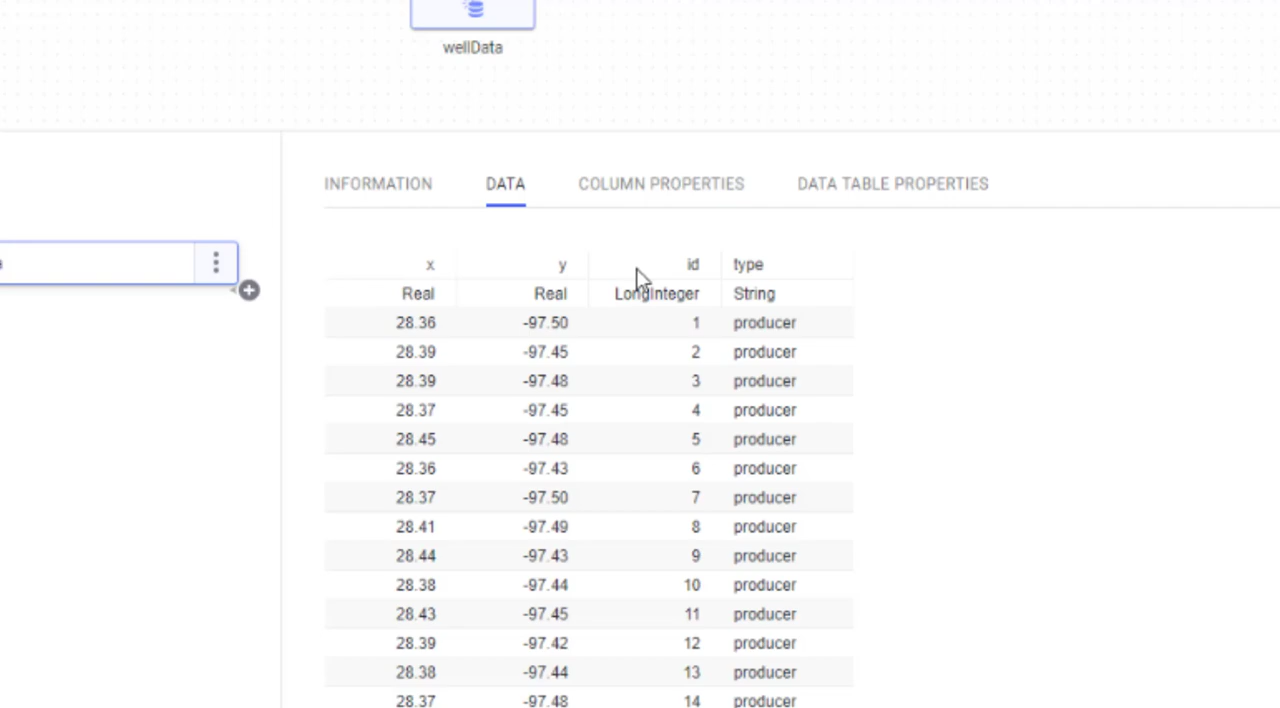 wellData
INFORMATION DATA COLUMN PROPERTIES DATA TABLE PROPERTIES
x y id type
Real Real LongInteger String
28.36 -97.50 1 producer
28.39 -97.45 2 producer
28.39 -97.48 3 producer
28.37 -97.45 4 producer
28.45 -97.48 5 producer
28.36 -97.43 6 producer
28.37 -97.50 7 producer
28.41 -97.49 8 producer
28.44 -97.43 9 producer
28.38 -97.44 10 producer
28.43 -97.45 11 producer
28.39 -97.42 12 producer
28.38 -97.44 13 producer
28.37 -97.48 14 producer